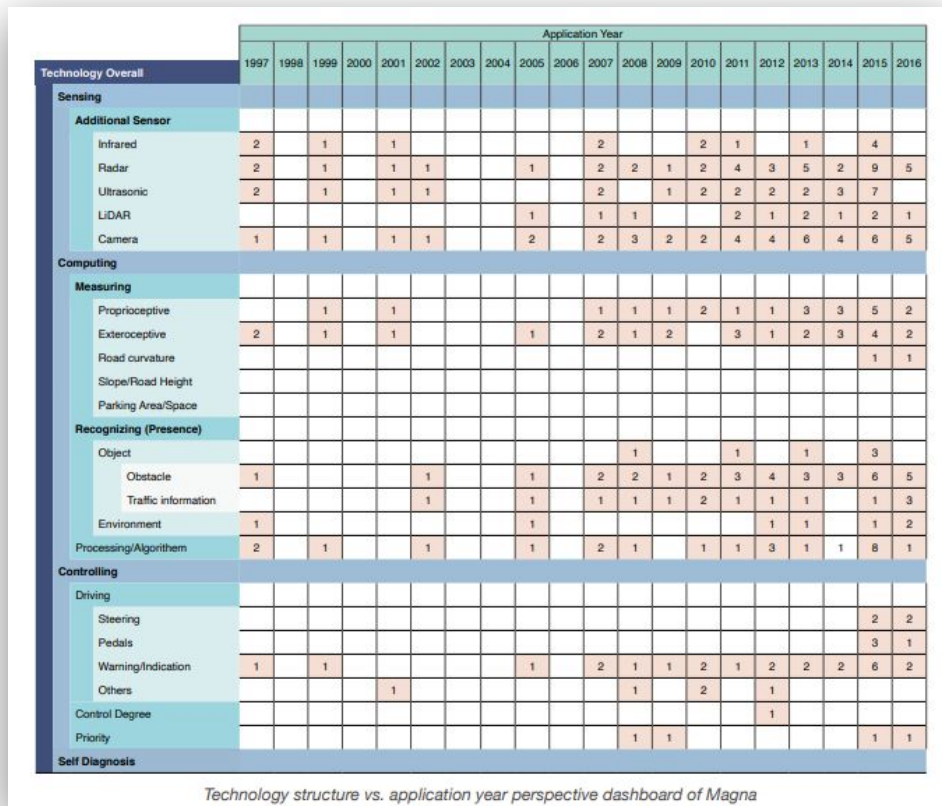 Application Year
Technology Overall 1997 1998 1999 2000 2001 2002 2003 2004 2005 2006 2007 2008 2009 2010 2011 2012 2013 2014 2015 2016
Sensing
Additional Sensor
Infrared 2 1 1 2 2 1 1 4
Radar 2 1 1 1 1 2 2 1 2 4 3 5 2 9 5
Ultrasonic 2 1 1 1 2 1 2 2 2 2 3 7
LiDAR 1 1 1 2 1 2 1 2 1
Camera 1 1 1 1 2 2 3 2 2 4 4 6 4 6 5
Computing
Measuring
Proprioceptive 1 1 1 1 1 2 1 1 3 3 5 2
Exteroceptive 2 1 1 1 2 1 2 3 1 2 3 4 2
Road curvature 1 1
Slope/Road Height
Parking Area/Space
Recognizing (Presence)
Object 1 1 1 3
Obstacle 1 1 1 2 2 1 2 3 4 3 3 6 5
Traffic information 1 1 1 1 1 2 1 1 1 1 3
Environment 1 1 1 1 1 2
Processing/Algorithem 2 1 1 1 2 1 1 1 3 1 1 8 1
Controlling
Driving
Steering 2 2
Pedals 3 1
Warning/Indication 1 1 1 2 1 1 2 1 2 2 2 6 2
Others 1 1 2 1
Control Degree 1
Priority 1 1 1 1
Self Diagnosis
Technology structure vs. application year perspective dashboard of Magna